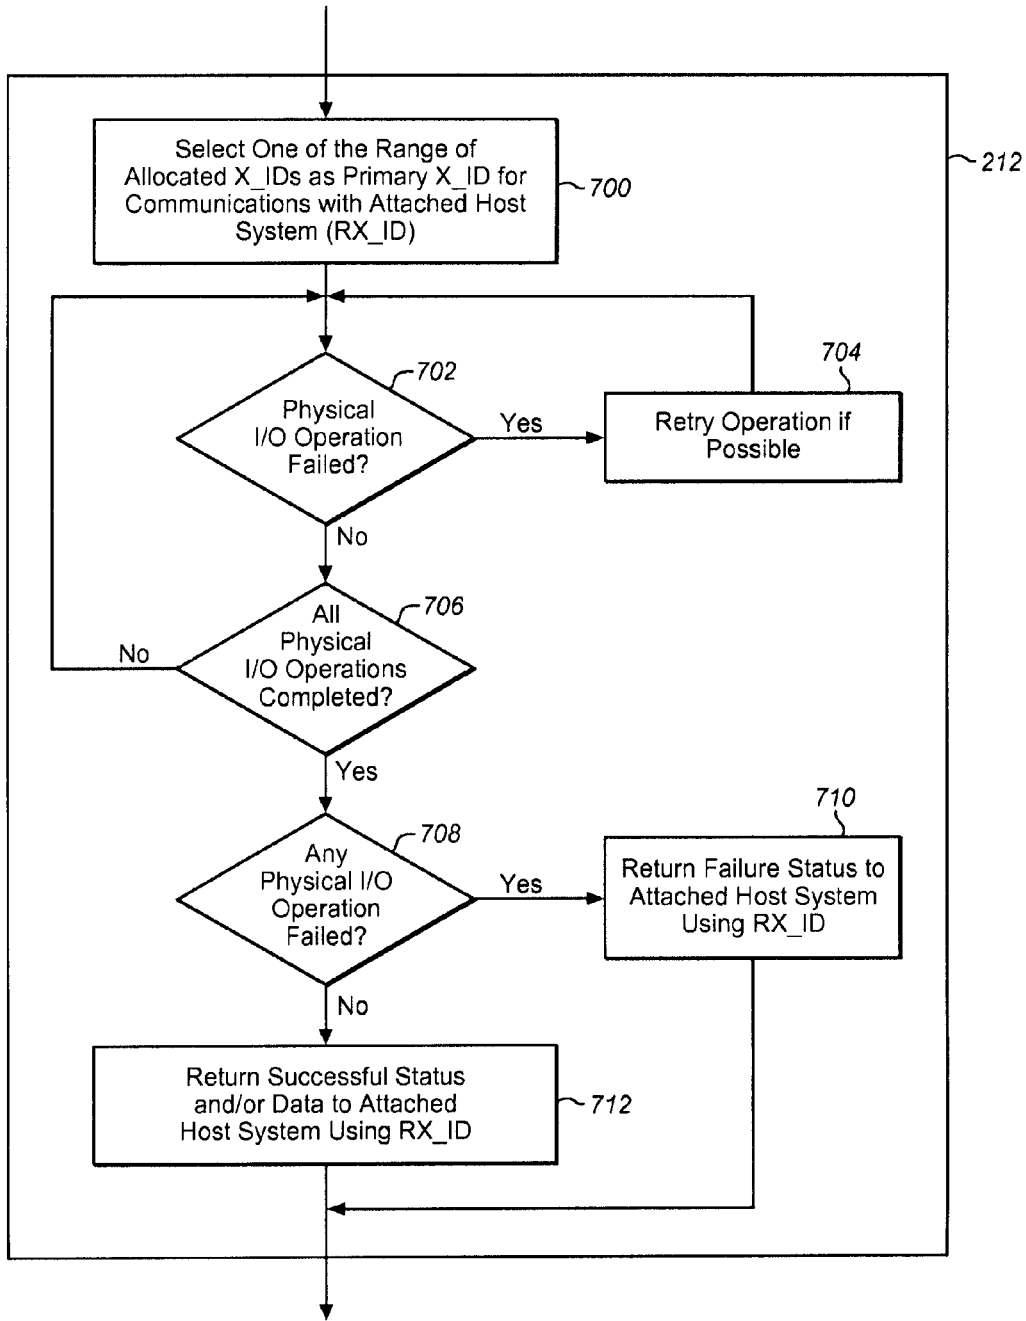 Select One of the Range of
Allocated X_IDs as Primary X_ID for
Communications with Attached Host
System (RX_ID)
700
212
702
Physical
I/O Operation
Failed?
Yes
704
Retry Operation if
Possible
No
706
All
Physical
I/O Operations
Completed?
No
Yes
708
Any
Physical I/O
Operation
Failed?
Yes
710
Return Failure Status to
Attached Host System
Using RX_ID
No
Return Successful Status
and/or Data to Attached
Host System Using RX_ID
712